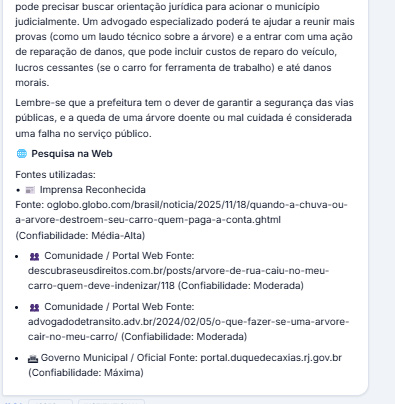 pode precisar buscar orientação jurídica para acionar o município
judicialmente. Um advogado especializado poderá te ajudar a reunir mais
provas (como um laudo técnico sobre a árvore) e a entrar com uma ação
de reparação de danos, que pode incluir custos de reparo do veículo,
lucros cessantes (se o carro for ferramenta de trabalho) e até danos
morais.
Lembre-se que a prefeitura tem o dever de garantir a segurança das vias
públicas, e a queda de uma árvore doente ou mal cuidada é considerada
uma falha no serviço público.
🌐 Pesquisa na Web
Fontes utilizadas:
• 📰 Imprensa Reconhecida
Fonte: oglobo.globo.com/brasil/noticia/2025/11/18/quando-a-chuva-ou-
a-arvore-destroem-seu-carro-quem-paga-a-conta.ghtml
(Confiabilidade: Média-Alta)
• 👥 Comunidade / Portal Web Fonte:
descubraseusdireitos.com.br/posts/arvore-de-rua-caiu-no-meu-
carro-quem-deve-indenizar/118 (Confiabilidade: Moderada)
• 👥 Comunidade / Portal Web Fonte:
advogadodetransito.adv.br/2024/02/05/o-que-fazer-se-uma-arvore-
cair-no-meu-carro/ (Confiabilidade: Moderada)
• 🏛 Governo Municipal / Oficial Fonte: portal.duquedecaxias.rj.gov.br
(Confiabilidade: Máxima)